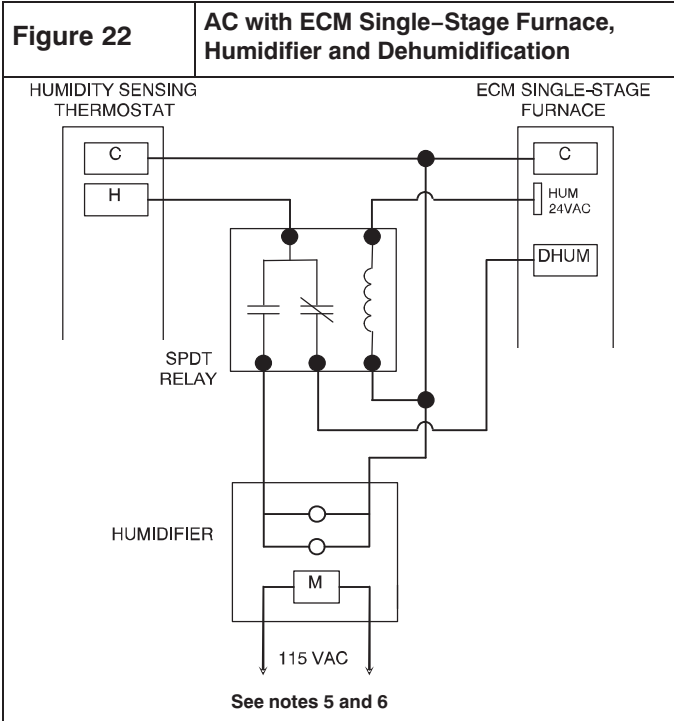 Figure 22
AC with ECM Single−Stage Furnace,
Humidifier and Dehumidification
HUMIDITY SENSING
THERMOSTAT
ECM SINGLE-STAGE
FURNACE
C
C
H
HUM
24VAC
DHUM
SPDT
RELAY
HUMIDIFIER
M
115 VAC
See notes 5 and 6